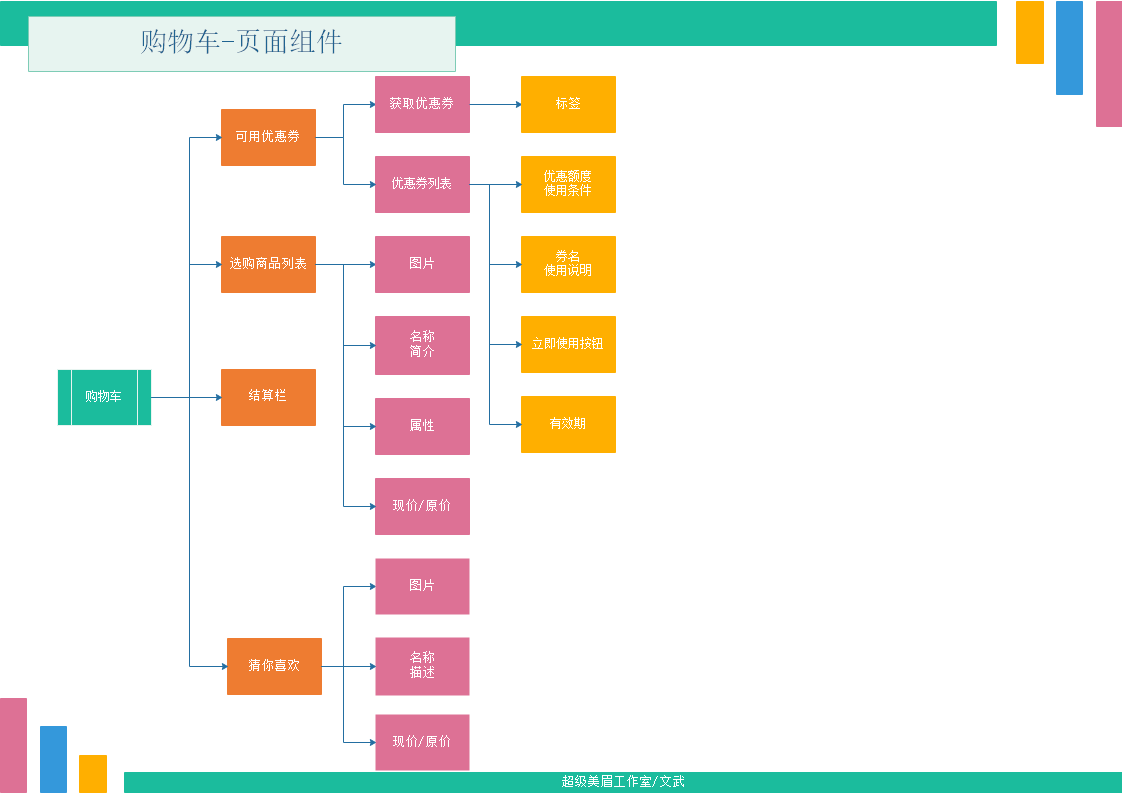 购物车-页面组件
获取优惠劵
标签
可用优惠劵
优惠劵列表
优惠额度
使用条件
选购商品列表
图片
劵名
使用说明
名称
简介
立即使用按钮
购物车
结算栏
属性
有效期
现价/原价
图片
猜你喜欢
名称
描述
现价/原价
超级美眉工作室/文武